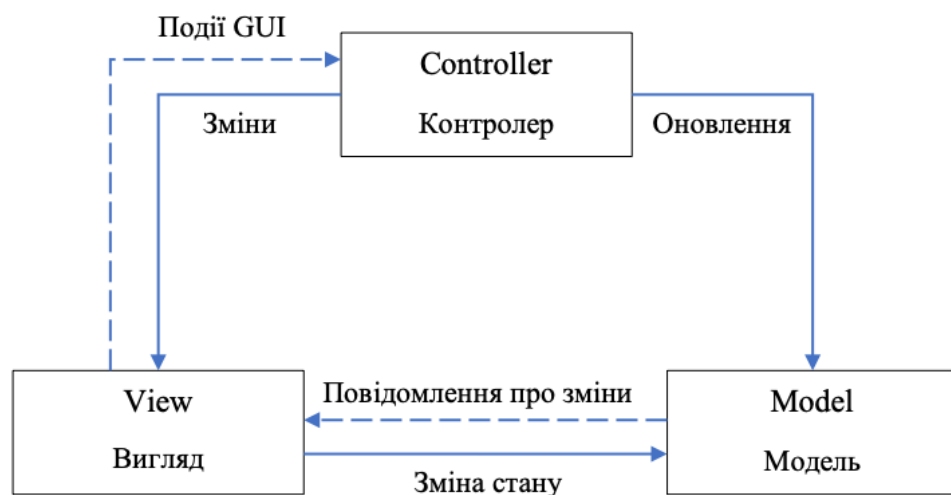 Події GUI
Controller
Контролер
Зміни
Оновлення
View
Вигляд
Повідомлення про зміни
Зміна стану
Model
Модель